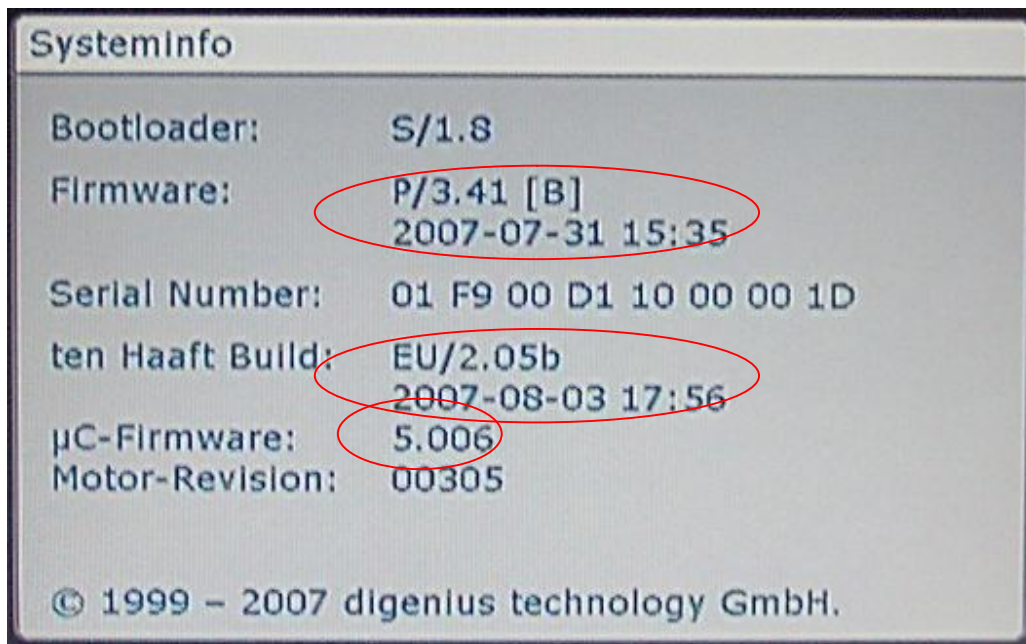 SystemInfo
Bootloader: S/1.8
Firmware: P/3.41 [B]
2007-07-31 15:35
Serial Number: 01 F9 00 D1 10 00 00 1D
ten Haaft Build: EU/2.05b
2007-08-03 17:56
µC-Firmware: 5.006
Motor-Revision: 00305
© 1999 – 2007 digenius technology GmbH.